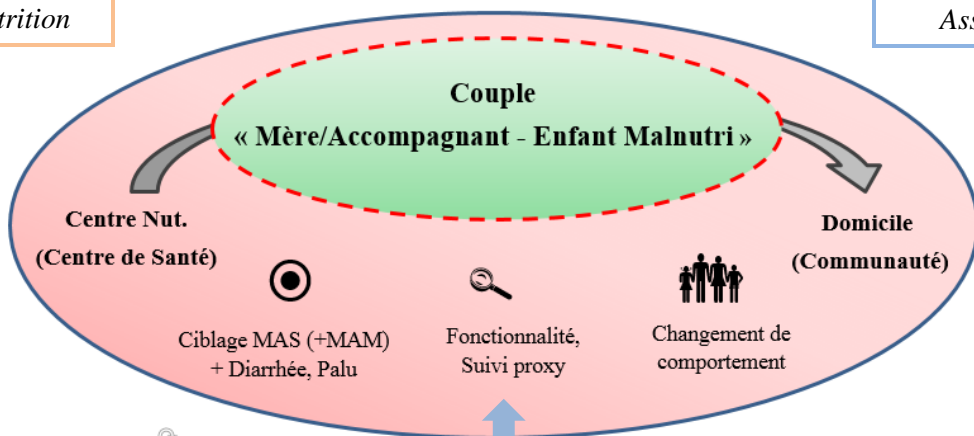 trition
Ass
Couple
« Mère/Accompagnant - Enfant Malnutri »
Centre Nut.
(Centre de Santé)
Domicile
(Communauté)
Ciblage MAS (+MAM)
+ Diarrhée, Palu
Fonctionnalité,
Suivi proxy
Changement de
comportement